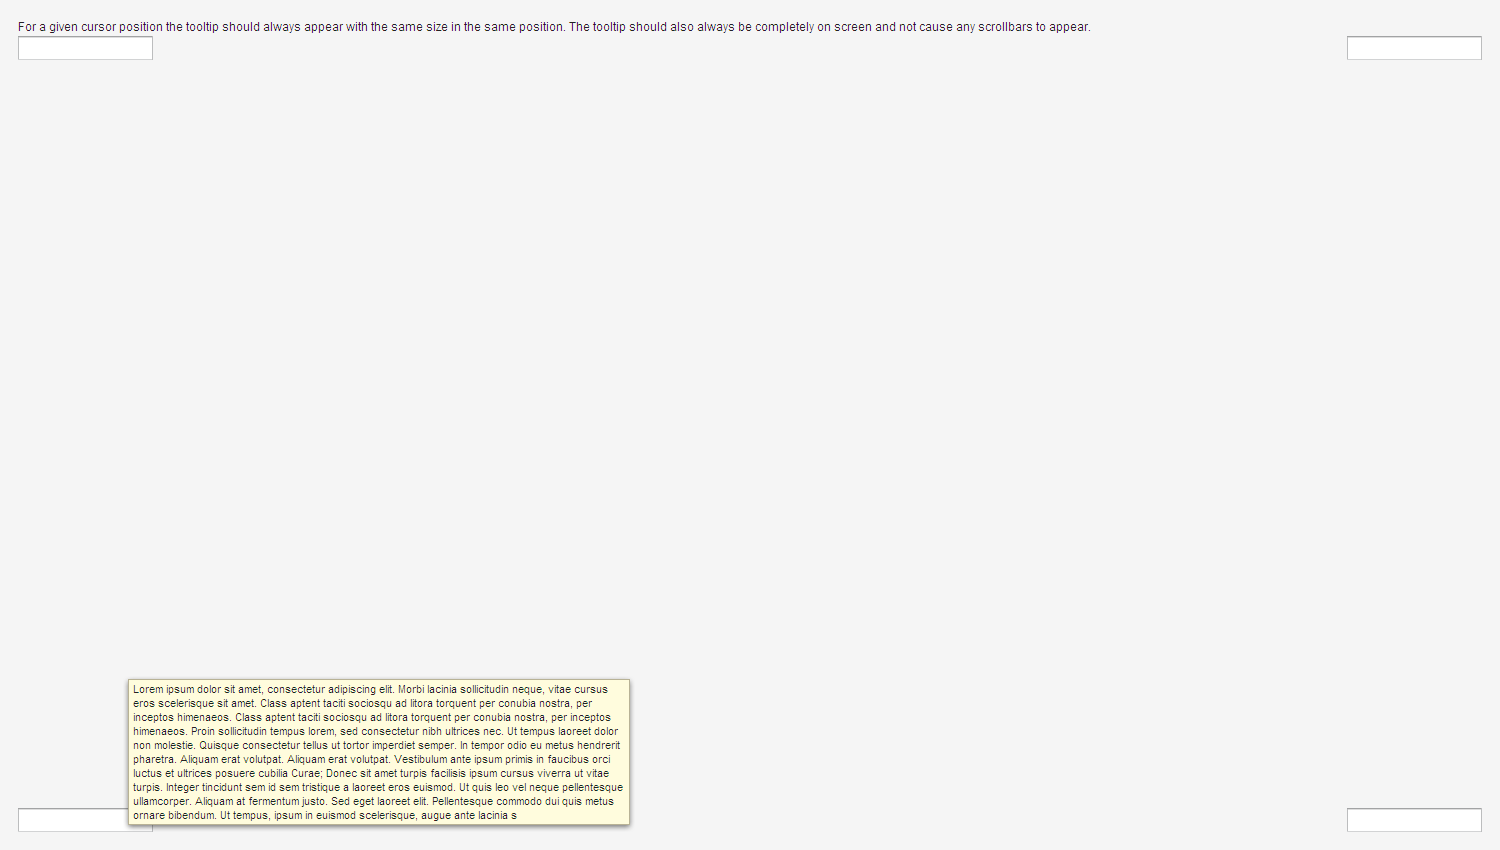 For a given cursor position the tooltip should always appear with the same size in the same position. The tooltip should also always be completely on screen and not cause any scrollbars to appear.
Lorem ipsum dolor sit amet, consectetur adipiscing elit. Morbi lacinia sollicitudin neque, vitae cursus
eros scelerisque sit amet. Class aptent taciti sociosqu ad litora torquent per conubia nostra, per
inceptos himenaeos. Class aptent taciti sociosqu ad litora torquent per conubia nostra, per inceptos
himenaeos. Proin sollicitudin tempus lorem, sed consectetur nibh ultrices nec. Ut tempus laoreet dolor
non molestie. Quisque consectetur tellus ut tortor imperdiet semper. In tempor odio eu metus hendrerit
pharetra. Aliquam erat volutpat. Aliquam erat volutpat. Vestibulum ante ipsum primis in faucibus orci
luctus et ultrices posuere cubilia Curae; Donec sit amet turpis facilisis ipsum cursus viverra ut vitae
turpis. Integer tincidunt sem id sem tristique a laoreet eros euismod. Ut quis leo vel neque pellentesque
ullamcorper. Aliquam at fermentum justo. Sed eget laoreet elit. Pellentesque commodo dui quis metus
ornare bibendum. Ut tempus, ipsum in euismod scelerisque, augue ante lacinia s